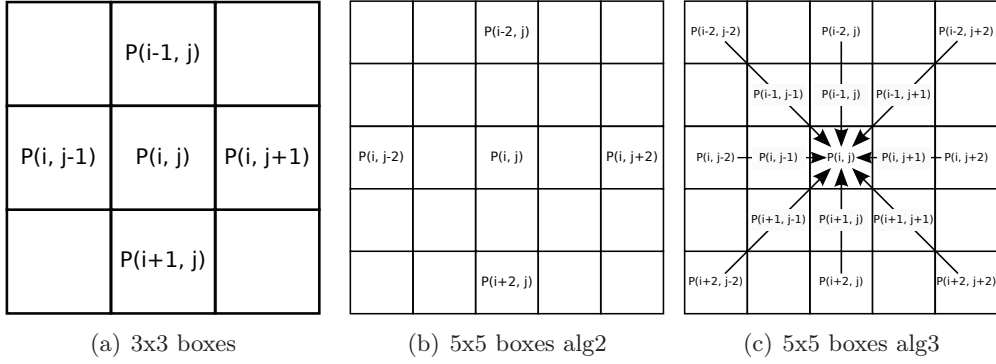 P(i-1, j)
P(i, j-1) P(i, j) P(i, j+1)
P(i+1, j)
(a) 3x3 boxes
P(i-2, j)
P(i, j-2) P(i, j) P(i, j+2)
P(i+2, j)
(b) 5x5 boxes alg2
P(i-2, j-2) P(i-2, j) P(i-2, j+2)
P(i-1, j-1) P(i-1, j) P(i-1, j+1)
P(i, j-2) P(i, j-1) P(i, j) P(i, j+1) P(i, j+2)
P(i+1, j-1) P(i+1, j) P(i+1, j+1)
P(i+2, j-2) P(i+2, j) P(i+2, j+2)
(c) 5x5 boxes alg3